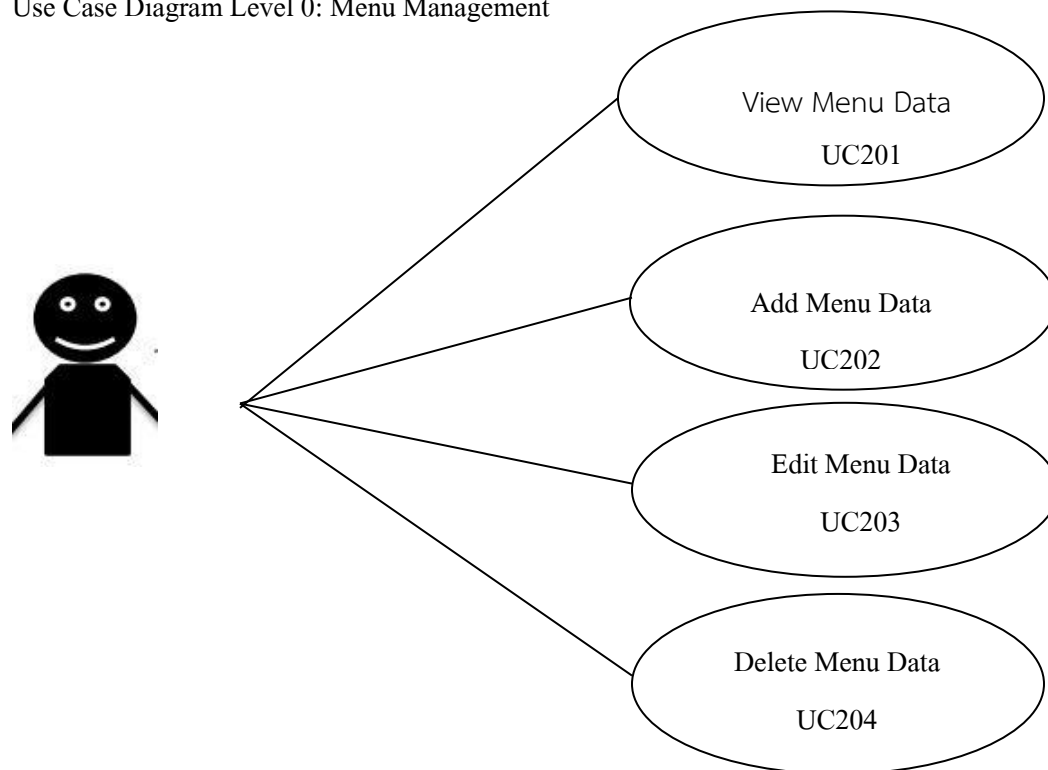 Use Case Diagram Level 0: Menu Management
View Menu Data
UC201
Add Menu Data
UC202
Edit Menu Data
UC203
Delete Menu Data
UC204